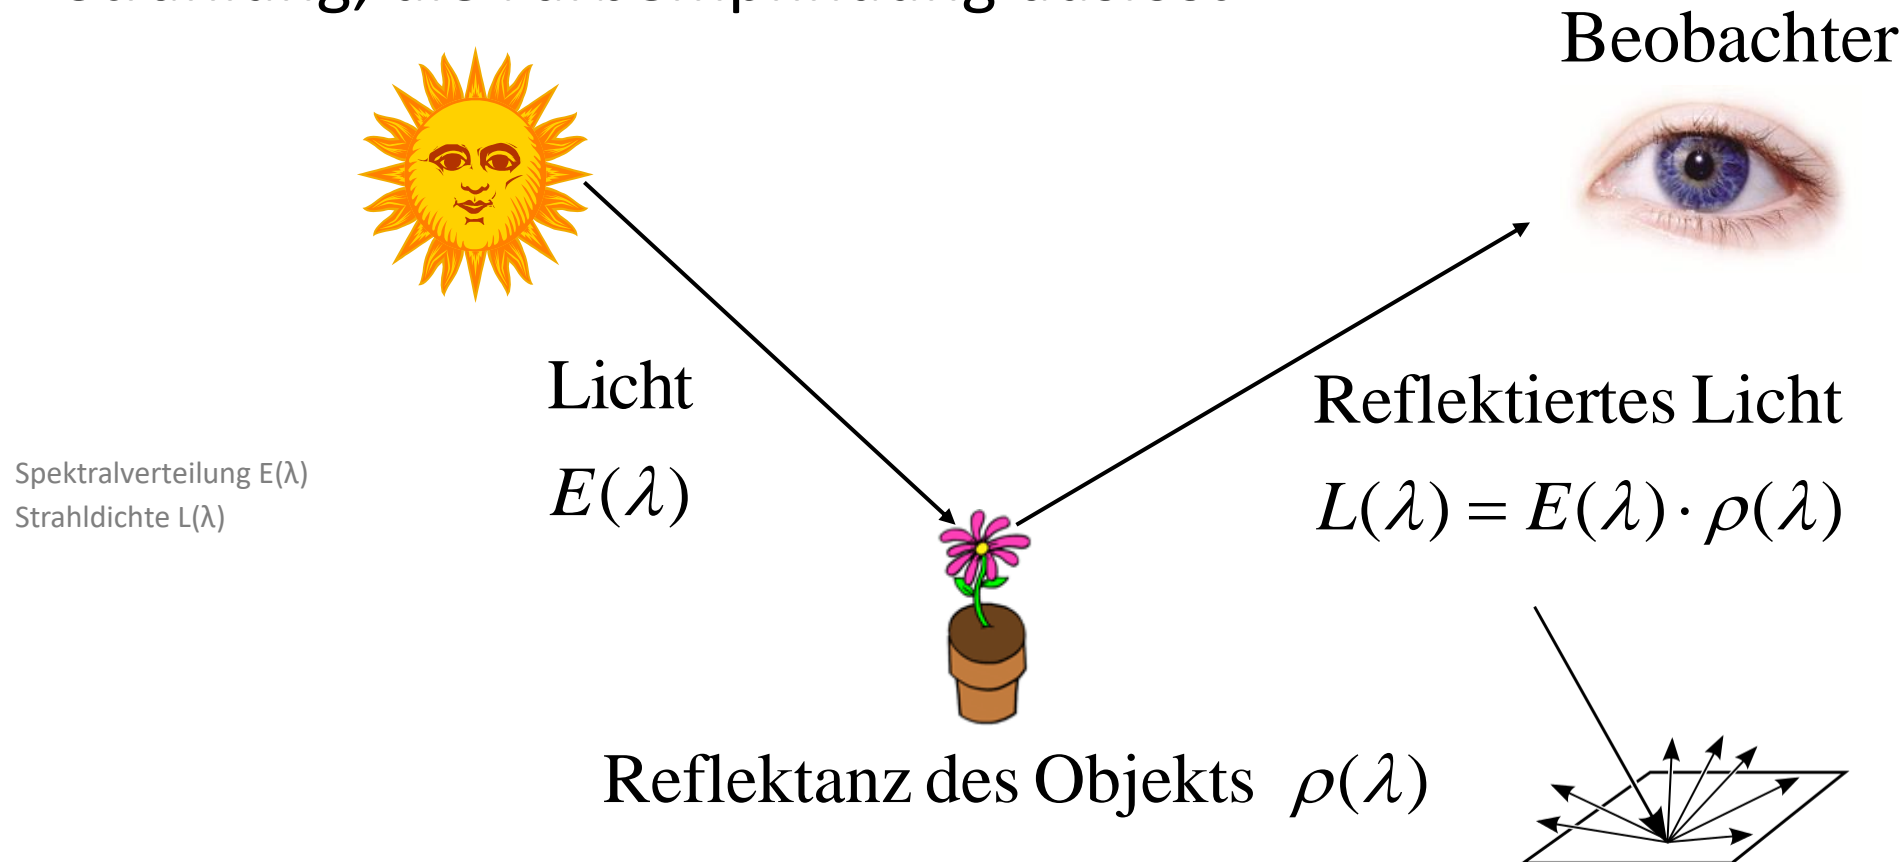 Beobachter
Licht
E(λ)
Reflektiertes Licht
L(λ) = E(λ) · ρ(λ)
Spektralverteilung E(λ)
Strahldichte L(λ)
Reflektanz des Objekts ρ(λ)